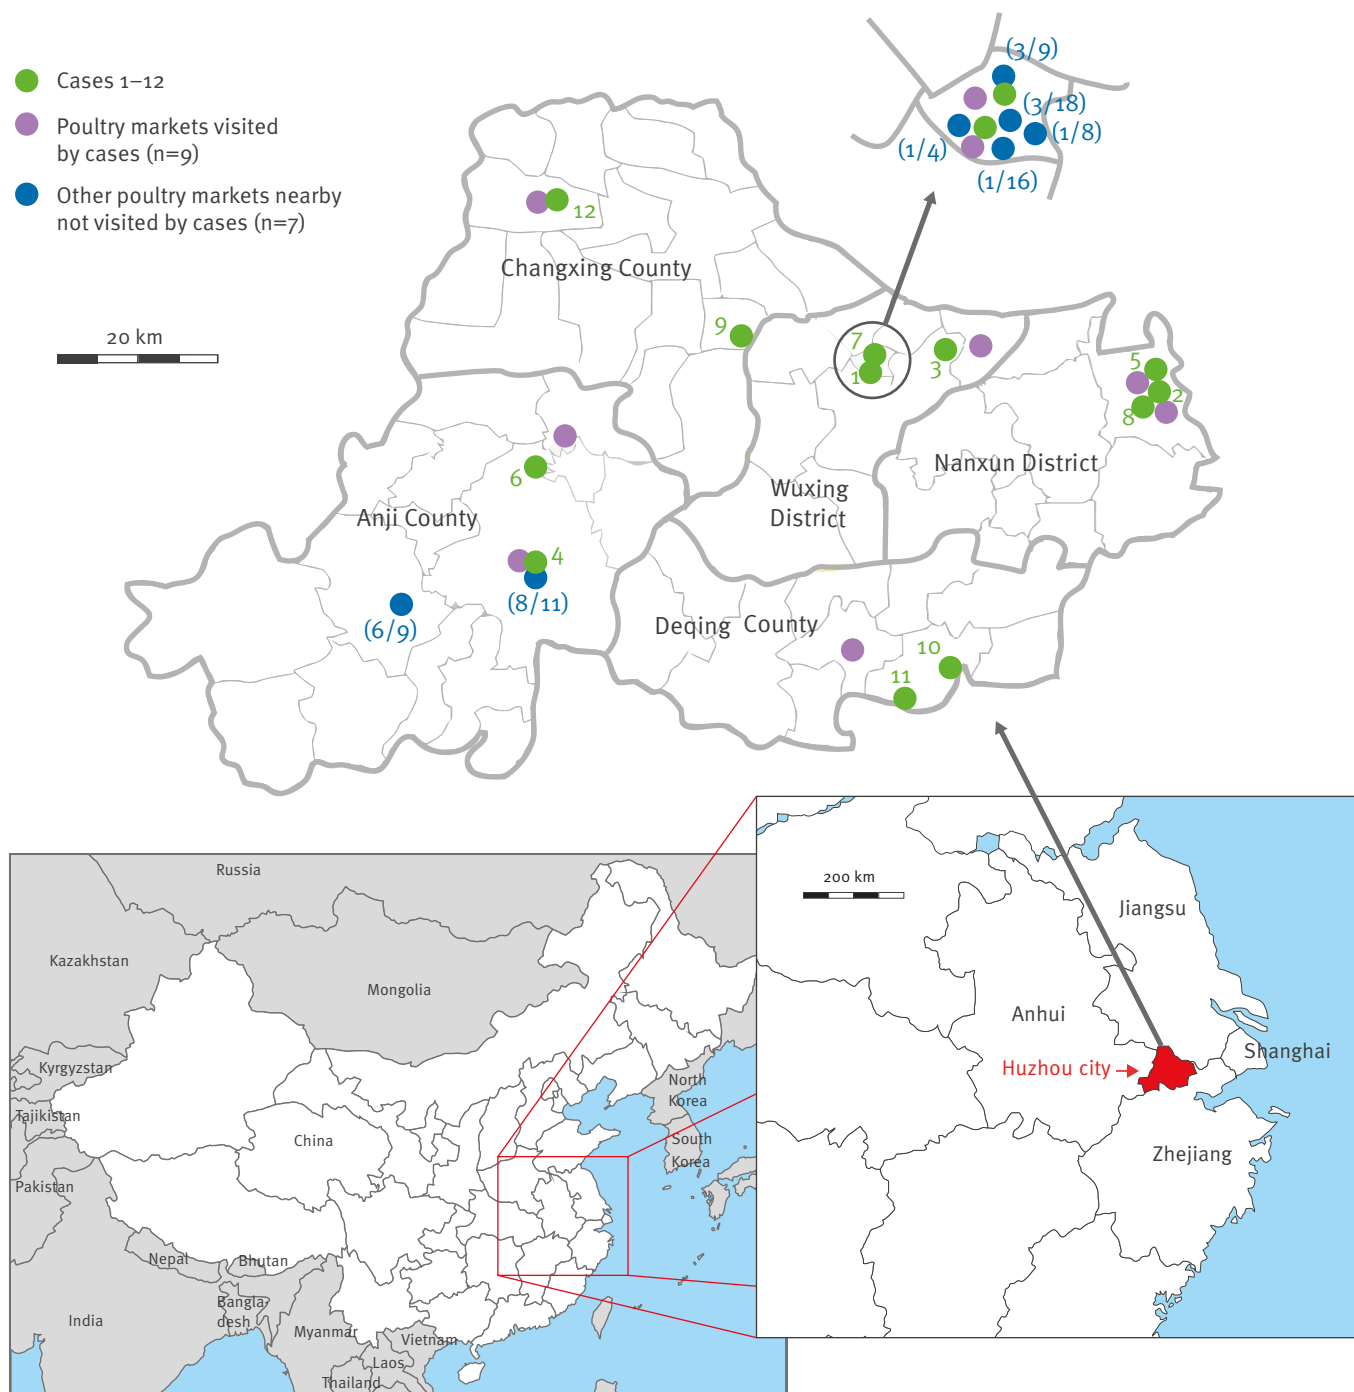 Cases 1–12
Poultry markets visited
by cases (n=9)
Other poultry markets nearby
not visited by cases (n=7)
20 km
(3/9)
(3/18)
(1/8)
(1/4)
(1/16)
12
Changxing County
9
7
1
3
5
2
8
Nanxun District
Wuxing
District
6
Anji County
4
(8/11)
(6/9)
Deqing County
10
11
200 km
Jiangsu
Anhui
Shanghai
Huzhou city
Zhejiang
Russia
Kazakhstan
Mongolia
Kyrgyzstan
Tajikistan
North
Korea
South
Korea
China
Pakistan
Nepal
Bhutan
Bangla-
desh
India
Myanmar
Vietnam
Laos
Thailand